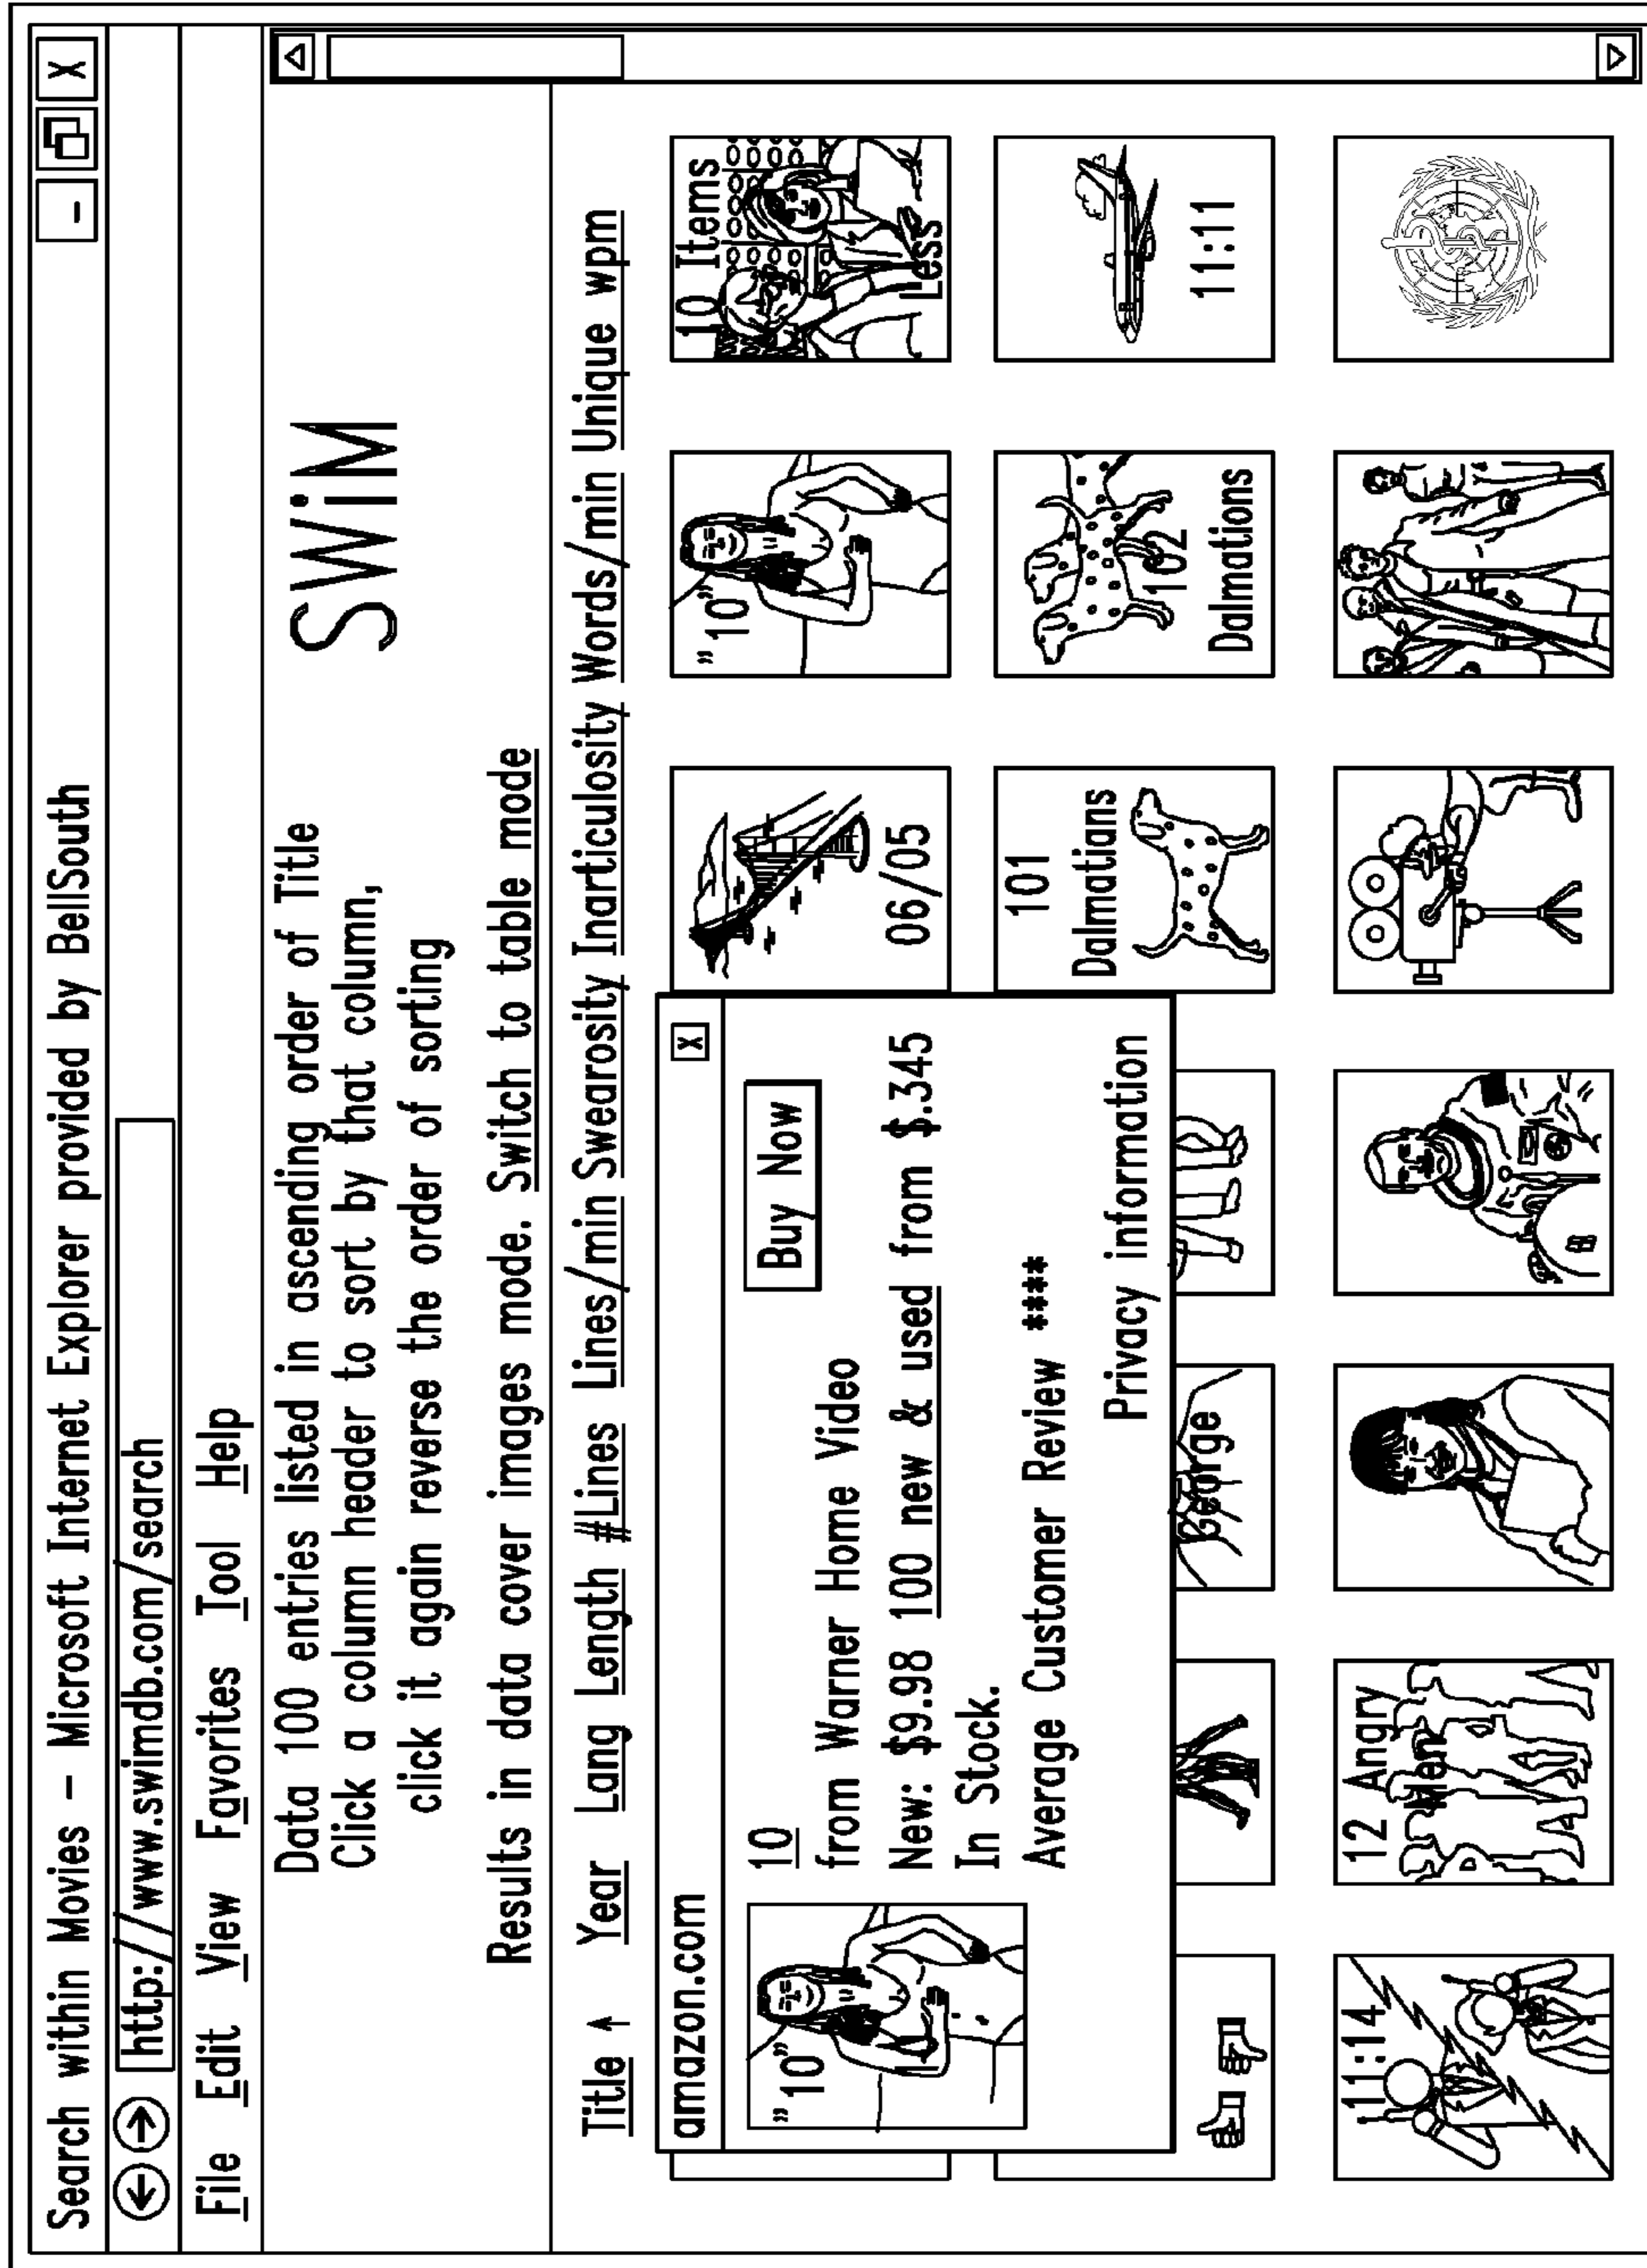 Search within Movies – Microsoft Internet Explorer provided by BellSouth
– X
http://www.swimdb.com/search
File Edit View Favorites Tool Help
Data 100 entries listed in ascending order of Title
Click a column header to sort by that column,
click it again reverse the order of sorting
SWiM
Results in data cover images mode. Switch to table mode
Title ↑ Year Lang Length #Lines Lines/min Swearosity Inarticulosity Words/min Unique wpm
amazon.com X
"10"
10
Buy Now
from Warner Home Video
New: $9.98 100 new & used from $.345
In Stock.
Average Customer Review ****
Privacy information
06/05
"10"
10 Items
Less
George
101
Dalmatians
102
Dalmations
11:11
11:14
12 Angry
Men